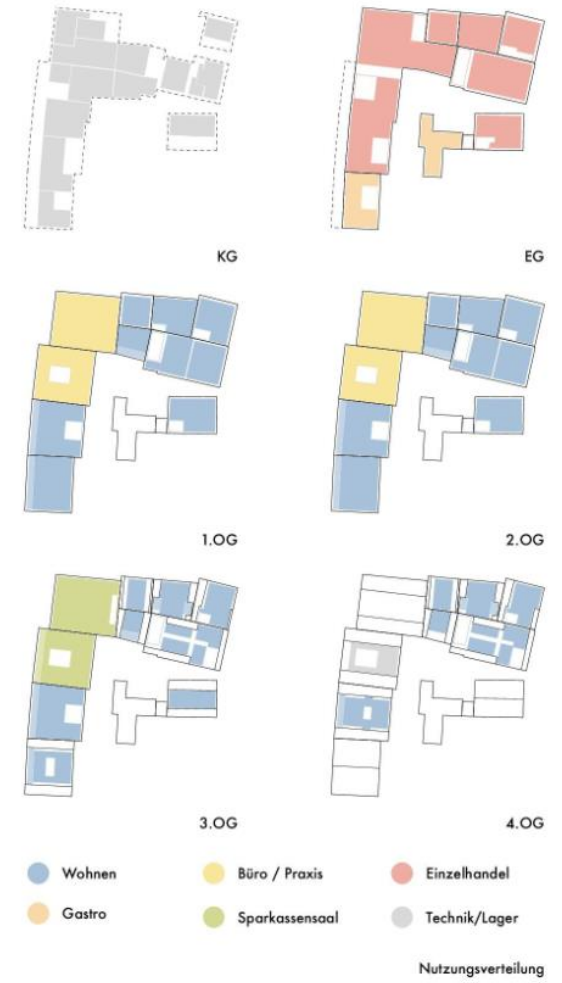 KG
EG
1.OG
2.OG
3.OG
4.OG
Wohnen
Büro / Praxis
Einzelhandel
Gastro
Sparkassensaal
Technik/Lager
Nutzungsverteilung